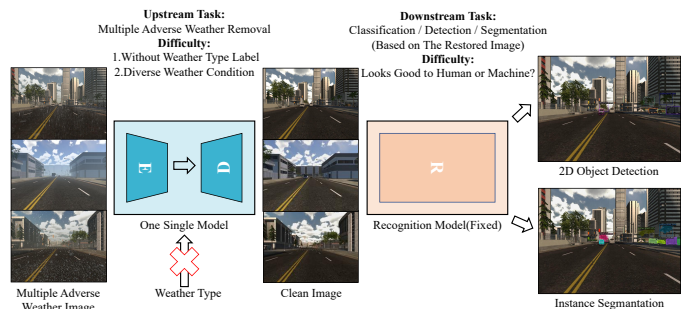 Upstream Task:
Multiple Adverse Weather Removal
Difficulty:
1.Without Weather Type Label
2.Diverse Weather Condition
Downstream Task:
Classification / Detection / Segmentation
(Based on The Restored Image)
Difficulty:
Looks Good to Human or Machine?
E
D
R
One Single Model
Recognition Model(Fixed)
2D Object Detection
Multiple Adverse
Weather Image
Weather Type
Clean Image
Instance Segmantation